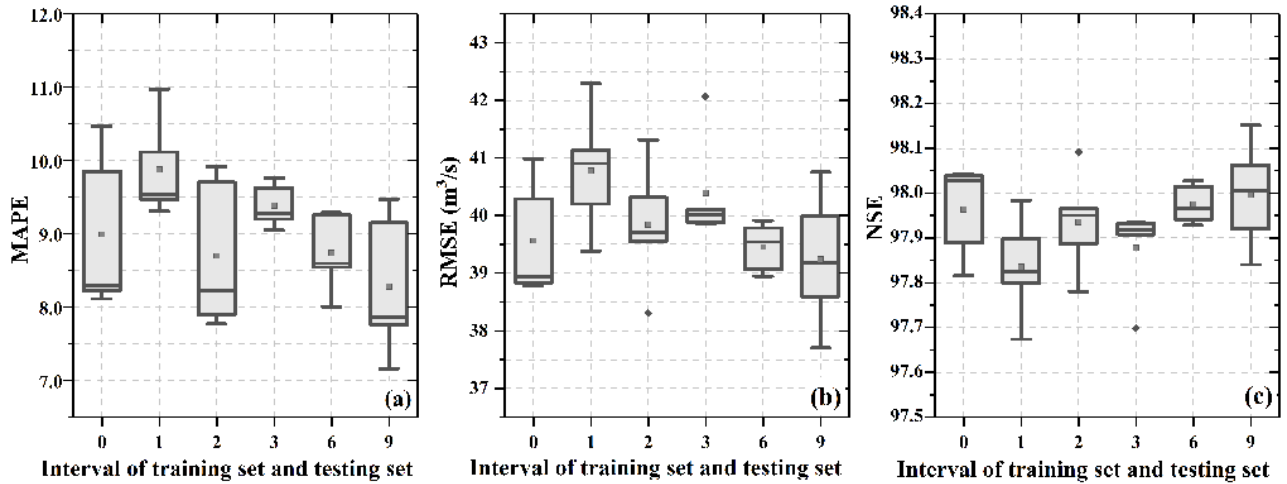 MAPE
12.0
11.0
10.0
9.0
8.0
7.0
0 1 2 3 6 9
Interval of training set and testing set
(a)
RMSE (m³/s)
43
42
41
40
39
38
37
0 1 2 3 6 9
Interval of training set and testing set
(b)
NSE
98.4
98.3
98.2
98.1
98.0
97.9
97.8
97.7
97.6
97.5
0 1 2 3 6 9
Interval of training set and testing set
(c)